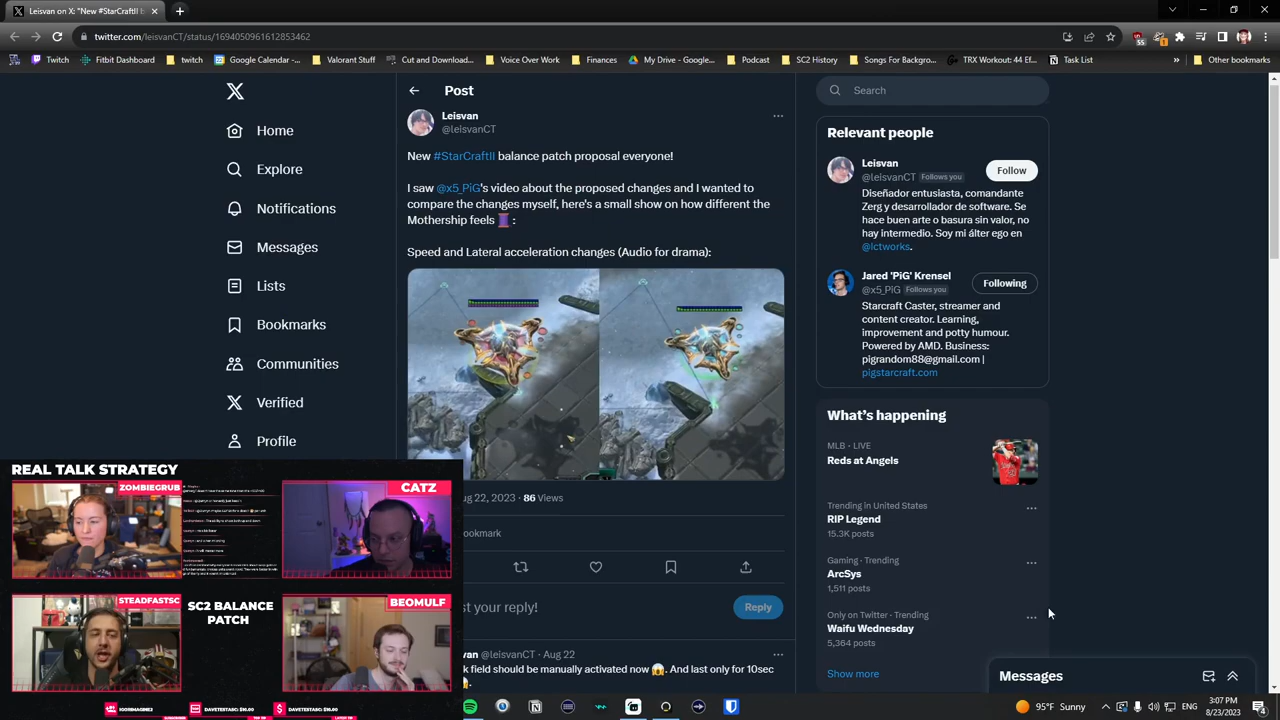 Leisvan on X: "New #StarCraftII b
twitter.com/leisvanCT/status/1694050961612853462
Twitch
Fitbit Dashboard
twitch
Google Calendar -...
Valorant Stuff
Cut and Download...
Voice Over Work
Finances
My Drive - Google...
Podcast
SC2 History
Songs For Backgro...
TRX Workout: 44 Ef...
Task List
Other bookmarks
Home
Explore
Notifications
Messages
Lists
Bookmarks
Communities
Verified
Profile
Post
Leisvan
@leisvanCT
New #StarCraftII balance patch proposal everyone!
I saw @x5_PiG's video about the proposed changes and I wanted to
compare the changes myself, here's a small show on how different the
Mothership feels :
Speed and Lateral acceleration changes (Audio for drama):
ug 22, 2023 · 86 Views
ookmark
st your reply!
Reply
van @leisvanCT · Aug 22
k field should be manually activated now . And last only for 10sec
Search
Relevant people
Leisvan
@leisvanCT Follows you
Follow
Diseñador entusiasta, comandante
Zerg y desarrollador de software. Se
hace buen arte o basura sin valor, no
hay intermedio. Soy mi álter ego en
@lctworks.
Jared 'PiG' Krensel
@x5_PiG Follows you
Following
Starcraft Caster, streamer and
content creator. Learning,
improvement and potty humour.
Powered by AMD. Business:
pigrandom88@gmail.com |
pigstarcraft.com
What's happening
MLB · LIVE
Reds at Angels
Trending in United States
RIP Legend
15.3K posts
Gaming · Trending
ArcSys
1,511 posts
Only on Twitter · Trending
Waifu Wednesday
5,364 posts
Show more
Messages
REAL TALK STRATEGY
ZOMBIEGRUB
CATZ
STEADFASTSC
SC2 BALANCE
PATCH
BEOMULF
95°F Sunny
ENG
3:07 PM
8/23/2023